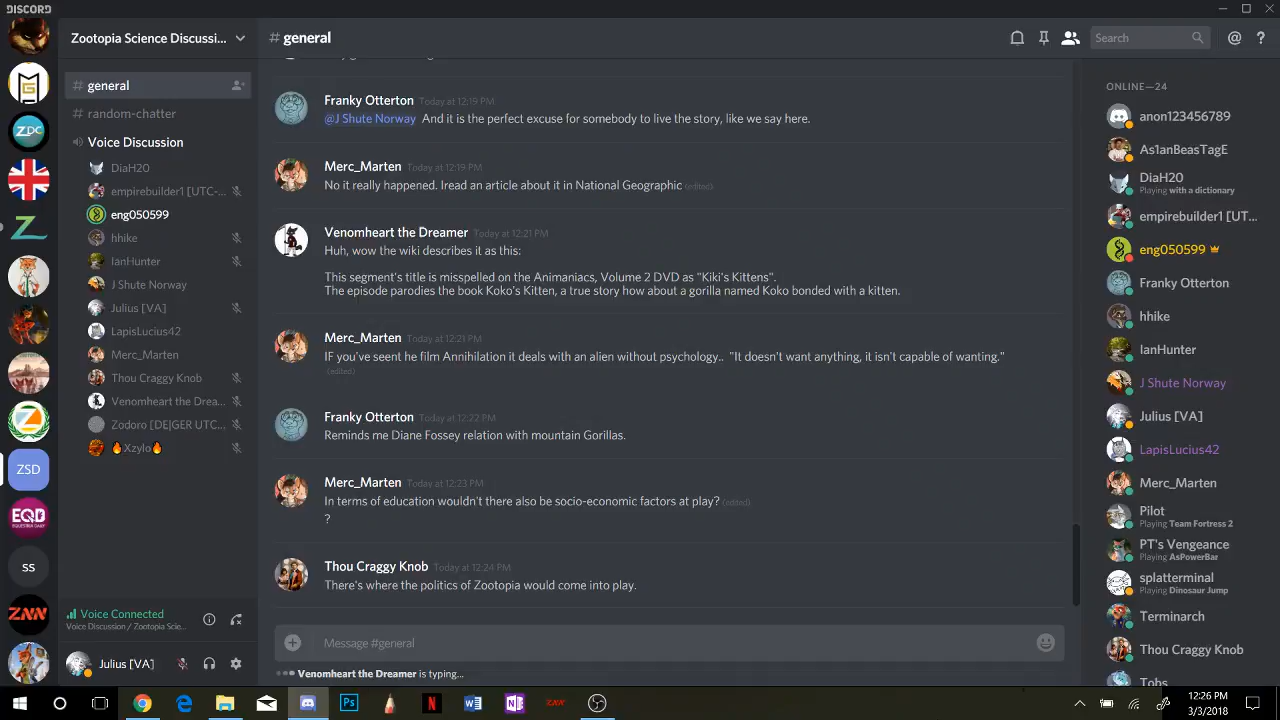 DISCORD
Zootopia Science Discussi...
# general
Search
@
?
# general
# random-chatter
Voice Discussion
DiaH20
empirebuilder1 [UTC-...
eng050599
hhike
IanHunter
J Shute Norway
Julius [VA]
LapisLucius42
Merc_Marten
Thou Craggy Knob
Venomheart the Drea...
Zodoro [DE|GER UTC...
🔥Xzylo🔥
Voice Connected
Voice Discussion / Zootopia Scie...
Julius [VA]
MG
ZDC
Z
ZSD
EQD
EQUESTRIA DAILY
ss
ZNN
Franky Otterton Today at 12:19 PM
@J Shute Norway And it is the perfect excuse for somebody to live the story, like we say here.
Merc_Marten Today at 12:19 PM
No it really happened. Iread an article about it in National Geographic (edited)
Venomheart the Dreamer Today at 12:21 PM
Huh, wow the wiki describes it as this:
This segment's title is misspelled on the Animaniacs, Volume 2 DVD as "Kiki's Kittens".
The episode parodies the book Koko's Kitten, a true story how about a gorilla named Koko bonded with a kitten.
Merc_Marten Today at 12:21 PM
IF you've seent he film Annihilation it deals with an alien without psychology.. "It doesn't want anything, it isn't capable of wanting."
(edited)
Franky Otterton Today at 12:22 PM
Reminds me Diane Fossey relation with mountain Gorillas.
Merc_Marten Today at 12:23 PM
In terms of education wouldn't there also be socio-economic factors at play? (edited)
?
Thou Craggy Knob Today at 12:24 PM
There's where the politics of Zootopia would come into play.
Message #general
Venomheart the Dreamer is typing...
ONLINE—24
anon123456789
As1anBeasTagE
DiaH20
Playing with a dictionary
empirebuilder1 [UT...
eng050599
Franky Otterton
hhike
IanHunter
J Shute Norway
Julius [VA]
LapisLucius42
Merc_Marten
Pilot
Playing Team Fortress 2
PT's Vengeance
Playing AsPowerBar
splatterminal
Playing Dinosaur Jump
Terminarch
Thou Craggy Knob
Tops
Ps
N
W
N
ZNN
12:26 PM
3/3/2018